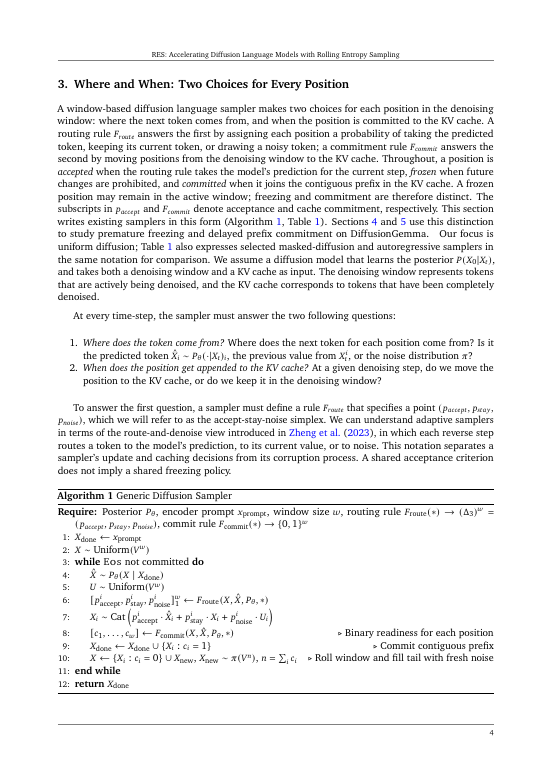 RES: Accelerating Diffusion Language Models with Rolling Entropy Sampling
3. Where and When: Two Choices for Every Position
A window-based diffusion language sampler makes two choices for each position in the denoising
window: where the next token comes from, and when the position is committed to the KV cache. A
routing rule F_route answers the first by assigning each position a probability of taking the predicted
token, keeping its current token, or drawing a noisy token; a commitment rule F_commit answers the
second by moving positions from the denoising window to the KV cache. Throughout, a position is
accepted when the routing rule takes the model's prediction for the current step, frozen when future
changes are prohibited, and committed when it joins the contiguous prefix in the KV cache. A frozen
position may remain in the active window; freezing and commitment are therefore distinct. The
subscripts in p_accept and F_commit denote acceptance and cache commitment, respectively. This section
writes existing samplers in this form (Algorithm 1, Table 1). Sections 4 and 5 use this distinction
to study premature freezing and delayed prefix commitment on DiffusionGemma. Our focus is
uniform diffusion; Table 1 also expresses selected masked-diffusion and autoregressive samplers in
the same notation for comparison. We assume a diffusion model that learns the posterior P(X_0|X_t),
and takes both a denoising window and a KV cache as input. The denoising window represents tokens
that are actively being denoised, and the KV cache corresponds to tokens that have been completely
denoised.
At every time-step, the sampler must answer the two following questions:
1. Where does the token come from? Where does the next token for each position come from? Is it
the predicted token X̂_i ~ P_θ(·|X_t)_i, the previous value from X_t^i, or the noise distribution π?
2. When does the position get appended to the KV cache? At a given denoising step, do we move the
position to the KV cache, or do we keep it in the denoising window?
To answer the first question, a sampler must define a rule F_route that specifies a point (p_accept, p_stay,
p_noise), which we will refer to as the accept-stay-noise simplex. We can understand adaptive samplers
in terms of the route-and-denoise view introduced in Zheng et al. (2023), in which each reverse step
routes a token to the model's prediction, to its current value, or to noise. This notation separates a
sampler's update and caching decisions from its corruption process. A shared acceptance criterion
does not imply a shared freezing policy.
Algorithm 1 Generic Diffusion Sampler
Require: Posterior P_θ, encoder prompt x_prompt, window size w, routing rule F_route(∗) → (Δ_3)^w =
(p_accept, p_stay, p_noise), commit rule F_commit(∗) → {0, 1}^w
1: X_done ← x_prompt
2: X ~ Uniform(V^w)
3: while Eos not committed do
4: X̂ ~ P_θ(X | X_done)
5: U ~ Uniform(V^w)
6: [p^i_accept, p^i_stay, p^i_noise]^w_1 ← F_route(X, X̂, P_θ, ∗)
7: X_i ~ Cat(p^i_accept · X̂_i + p^i_stay · X_i + p^i_noise · U_i)
8: [c_1, . . . , c_w] ← F_commit(X, X̂, P_θ, ∗) ▹ Binary readiness for each position
9: X_done ← X_done ∪ {X_i : c_i = 1} ▹ Commit contiguous prefix
10: X ← {X_i : c_i = 0} ∪ X_new, X_new ~ π(V^n), n = ∑_i c_i ▹ Roll window and fill tail with fresh noise
11: end while
12: return X_done
4